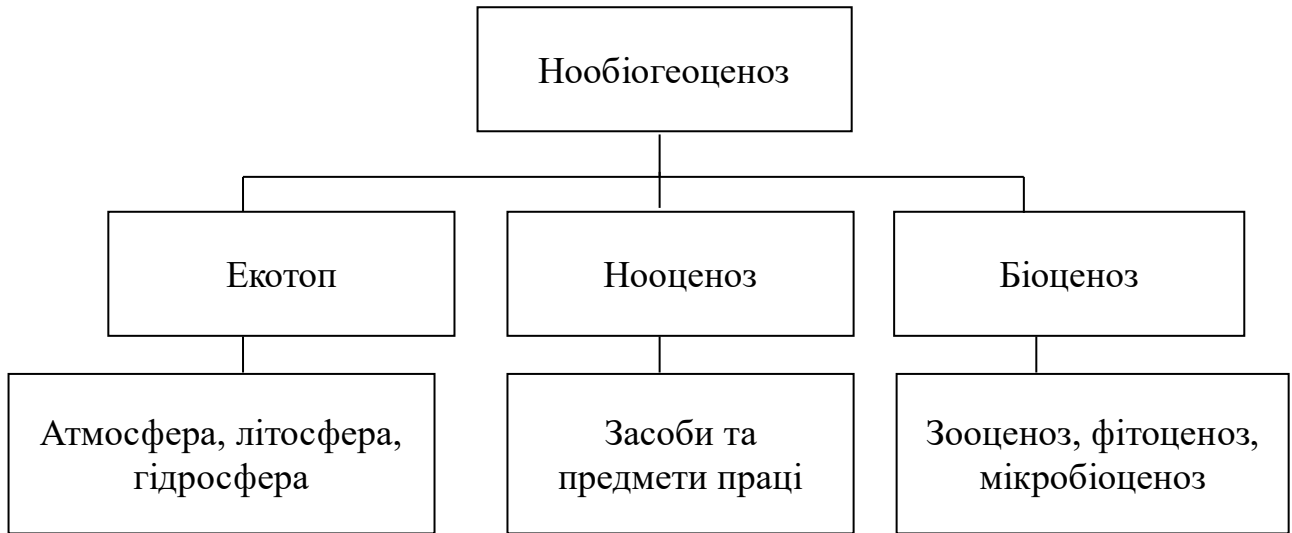 Нообіогеоценоз
Екотоп
Нооценоз
Біоценоз
Атмосфера, літосфера,
гідросфера
Засоби та
предмети праці
Зооценоз, фітоценоз,
мікробіоценоз